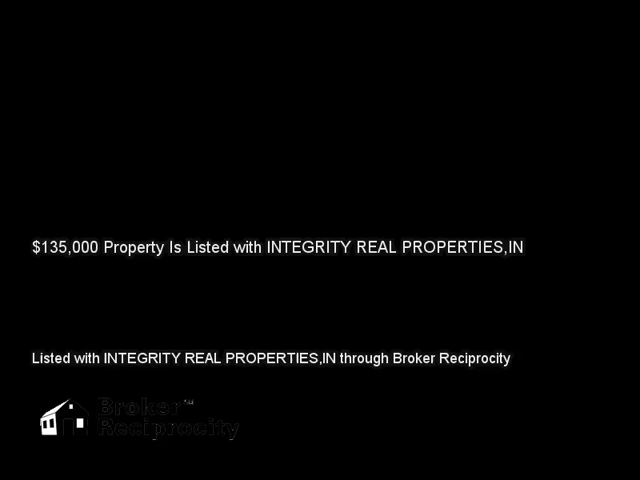 $135,000 Property Is Listed with INTEGRITY REAL PROPERTIES,IN
Listed with INTEGRITY REAL PROPERTIES,IN through Broker Reciprocity
Broker™
Reciprocity